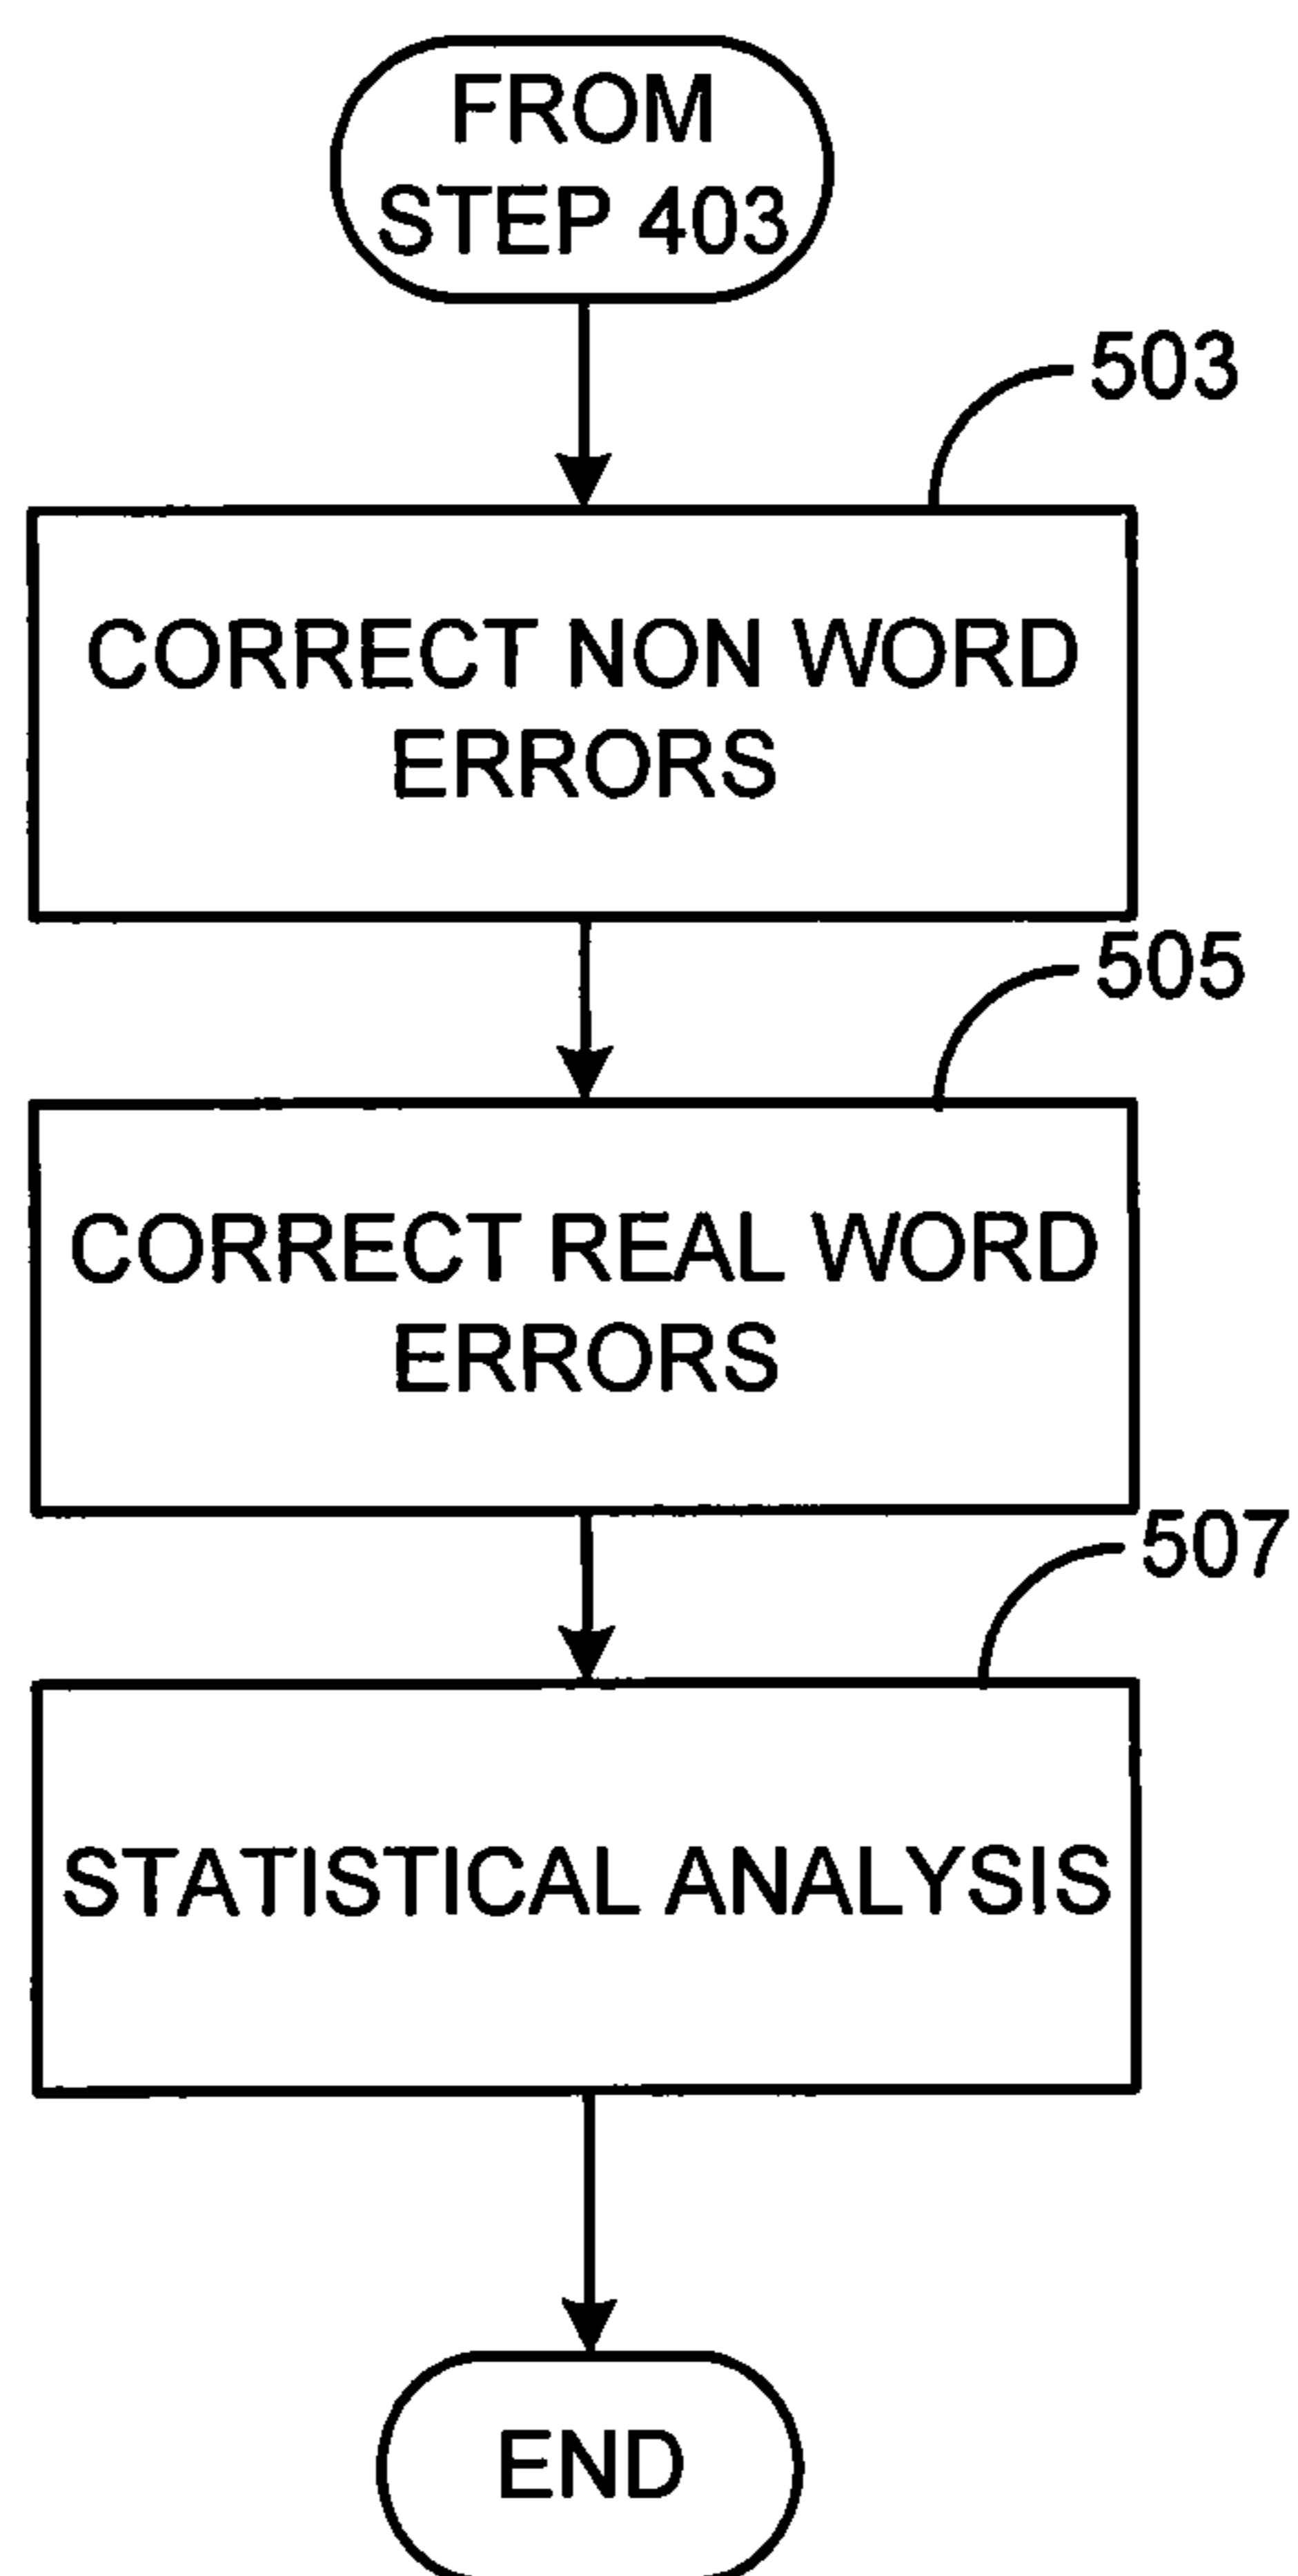 FROM
STEP 403
503
CORRECT NON WORD
ERRORS
505
CORRECT REAL WORD
ERRORS
507
STATISTICAL ANALYSIS
END